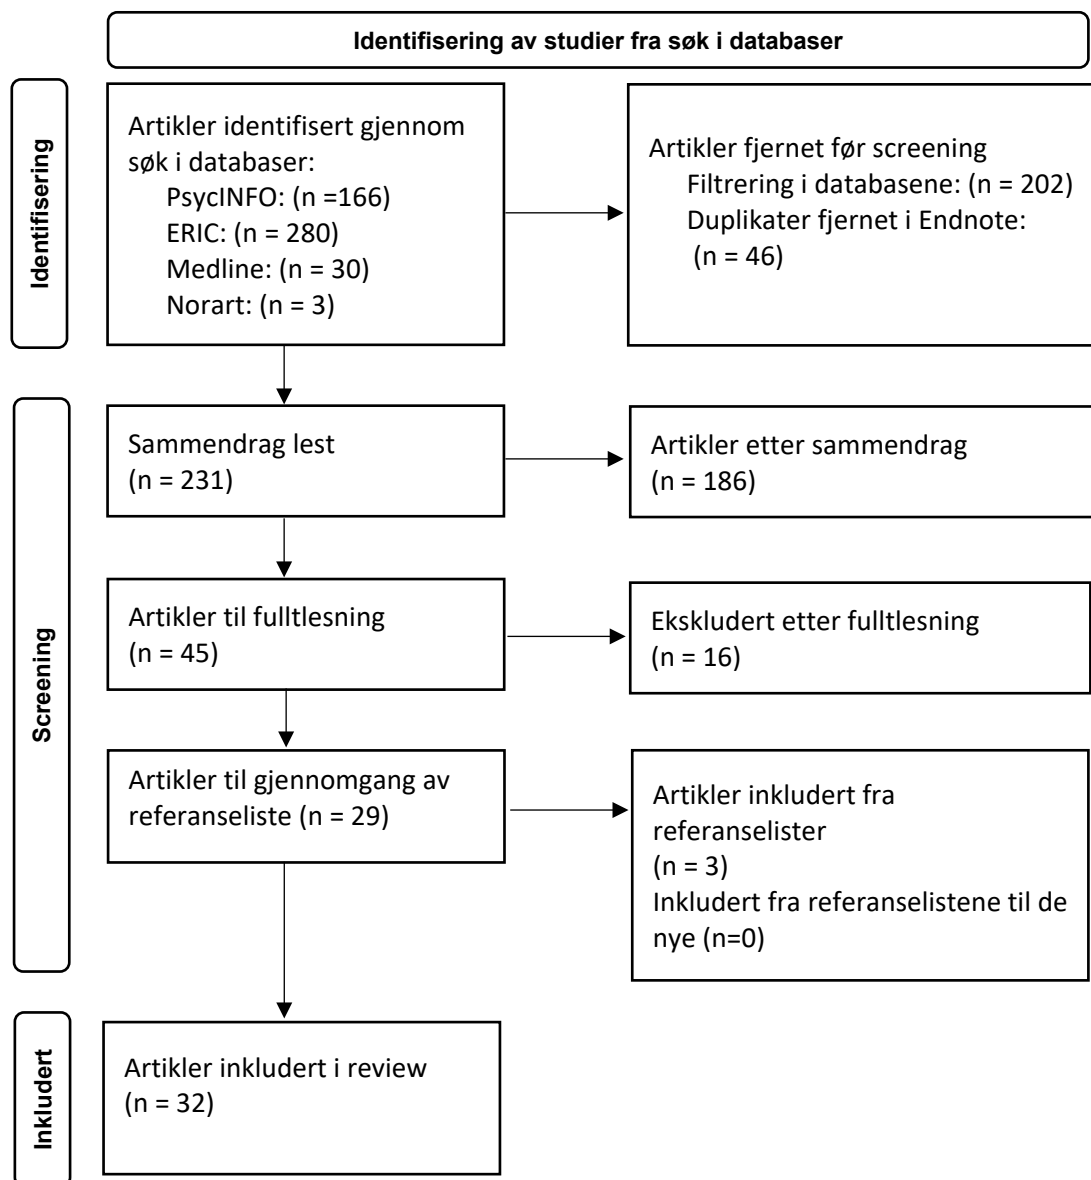 Identifisering av studier fra søk i databaser
Identifisering
Artikler identifisert gjennom
søk i databaser:
PsycINFO: (n =166)
ERIC: (n = 280)
Medline: (n = 30)
Norart: (n = 3)
Artikler fjernet før screening
Filtrering i databasene: (n = 202)
Duplikater fjernet i Endnote:
(n = 46)
Screening
Sammendrag lest
(n = 231)
Artikler etter sammendrag
(n = 186)
Artikler til fulltlesning
(n = 45)
Ekskludert etter fulltlesning
(n = 16)
Artikler til gjennomgang av
referanseliste (n = 29)
Artikler inkludert fra
referanselister
(n = 3)
Inkludert fra referanselistene til de
nye (n=0)
Inkludert
Artikler inkludert i review
(n = 32)